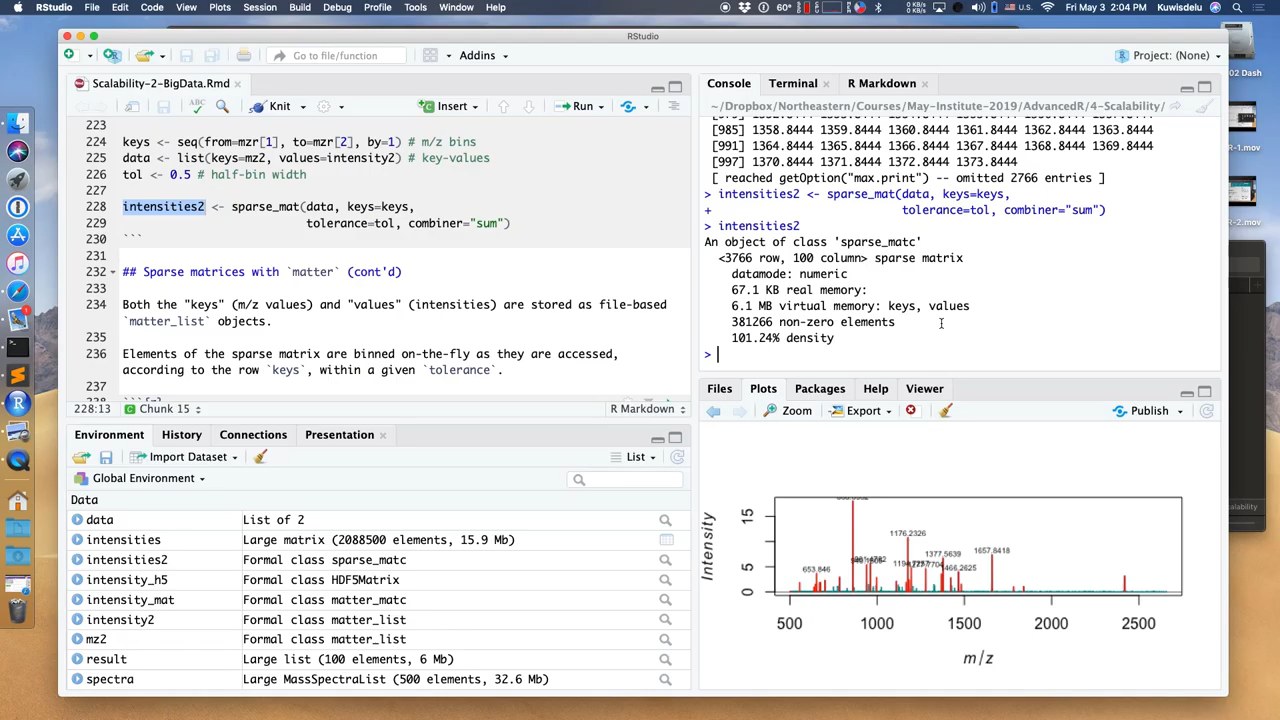 RStudio File Edit Code View Plots Session Build Debug Profile Tools Window Help
60° U.S. Fri May 3 2:04 PM Kuwisdelu
RStudio
Go to file/function Addins Project: (None)
Scalability-2-BigData.Rmd
ABC Knit Insert Run
223
224 keys <- seq(from=mzr[1], to=mzr[2], by=1) # m/z bins
225 data <- list(keys=mz2, values=intensity2) # key-values
226 tol <- 0.5 # half-bin width
227
228 intensities2 <- sparse_mat(data, keys=keys,
229 tolerance=tol, combiner="sum")
230 ```
231
232 ## Sparse matrices with `matter` (cont'd)
233
234 Both the "keys" (m/z values) and "values" (intensities) are stored as file-based
`matter_list` objects.
235
236 Elements of the sparse matrix are binned on-the-fly as they are accessed,
according to the row `keys`, within a given `tolerance`.
237
228:13 Chunk 15 R Markdown
Environment History Connections Presentation
Import Dataset List
Global Environment
Data
data List of 2
intensities Large matrix (2088500 elements, 15.9 Mb)
intensities2 Formal class sparse_matc
intensity_h5 Formal class HDF5Matrix
intensity_mat Formal class matter_matc
intensity2 Formal class matter_list
mz2 Formal class matter_list
result Large list (100 elements, 6 Mb)
spectra Large MassSpectraList (500 elements, 32.6 Mb)
Console Terminal R Markdown
~/Dropbox/Northeastern/Courses/May-Institute-2019/AdvancedR/4-Scalability/
[985] 1358.8444 1359.8444 1360.8444 1361.8444 1362.8444 1363.8444
[991] 1364.8444 1365.8444 1366.8444 1367.8444 1368.8444 1369.8444
[997] 1370.8444 1371.8444 1372.8444 1373.8444
[ reached getOption("max.print") -- omitted 2766 entries ]
> intensities2 <- sparse_mat(data, keys=keys,
+ tolerance=tol, combiner="sum")
> intensities2
An object of class 'sparse_matc'
<3766 row, 100 column> sparse matrix
datamode: numeric
67.1 KB real memory:
6.1 MB virtual memory: keys, values
381266 non-zero elements
101.24% density
>
Files Plots Packages Help Viewer
Zoom Export Publish
Intensity
15
5
0
1176.2326
1377.5639
1657.8418
653.846
1466.2625
500 1000 1500 2000 2500
m/z
02 Dash
R-1.mov
R-2.mov